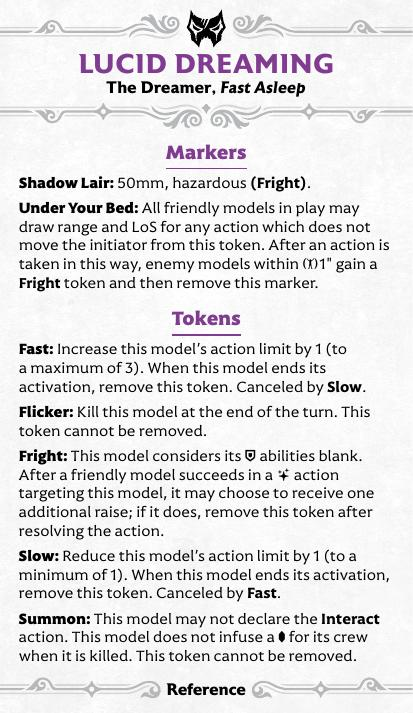 LUCID DREAMING
The Dreamer, Fast Asleep
Markers
Shadow Lair: 50mm, hazardous (Fright).
Under Your Bed: All friendly models in play may
draw range and LoS for any action which does not
move the initiator from this token. After an action is
taken in this way, enemy models within 1" gain a
Fright token and then remove this marker.
Tokens
Fast: Increase this model's action limit by 1 (to
a maximum of 3). When this model ends its
activation, remove this token. Canceled by Slow.
Flicker: Kill this model at the end of the turn. This
token cannot be removed.
Fright: This model considers its abilities blank.
After a friendly model succeeds in a action
targeting this model, it may choose to receive one
additional raise; if it does, remove this token after
resolving the action.
Slow: Reduce this model's action limit by 1 (to a
minimum of 1). When this model ends its activation,
remove this token. Canceled by Fast.
Summon: This model may not declare the Interact
action. This model does not infuse a for its crew
when it is killed. This token cannot be removed.
Reference